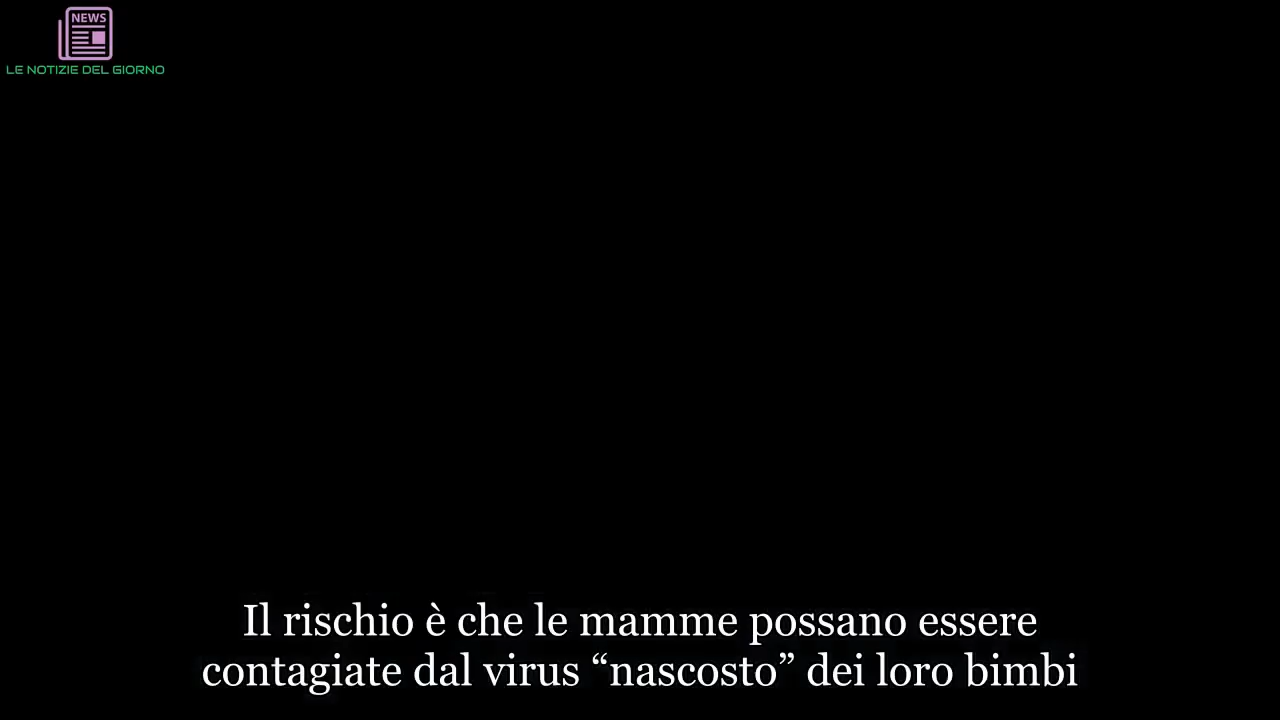 NEWS
LE NOTIZIE DEL GIORNO
Il rischio è che le mamme possano essere
contagiate dal virus “nascosto” dei loro bimbi